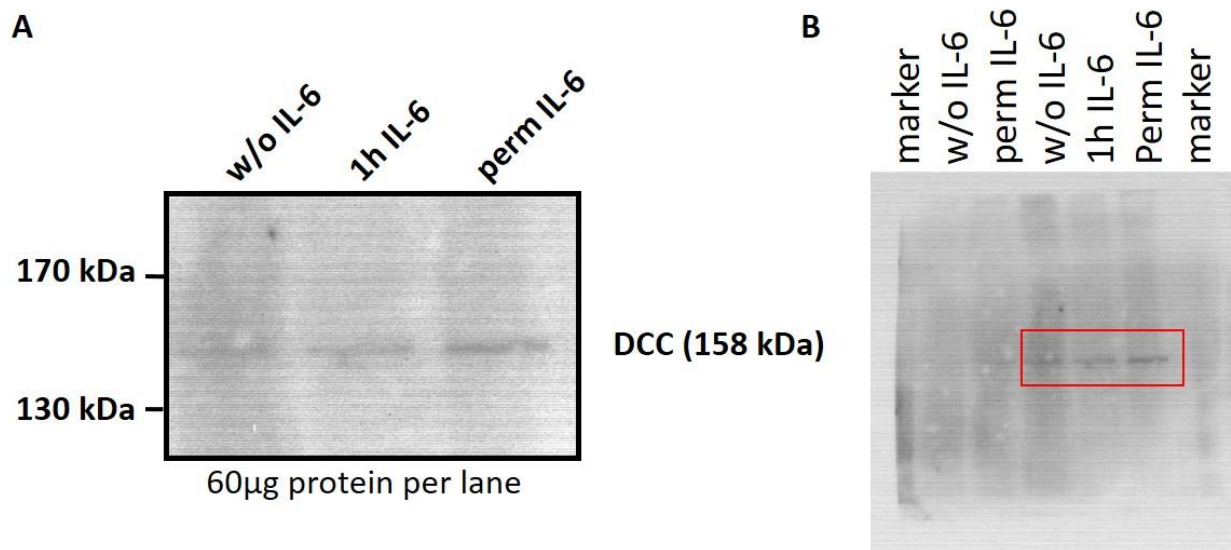 A
w/o IL-6
1h IL-6
perm IL-6
170 kDa
130 kDa
60µg protein per lane
DCC (158 kDa)
B
marker
w/o IL-6
perm IL-6
w/o IL-6
1h IL-6
Perm IL-6
marker